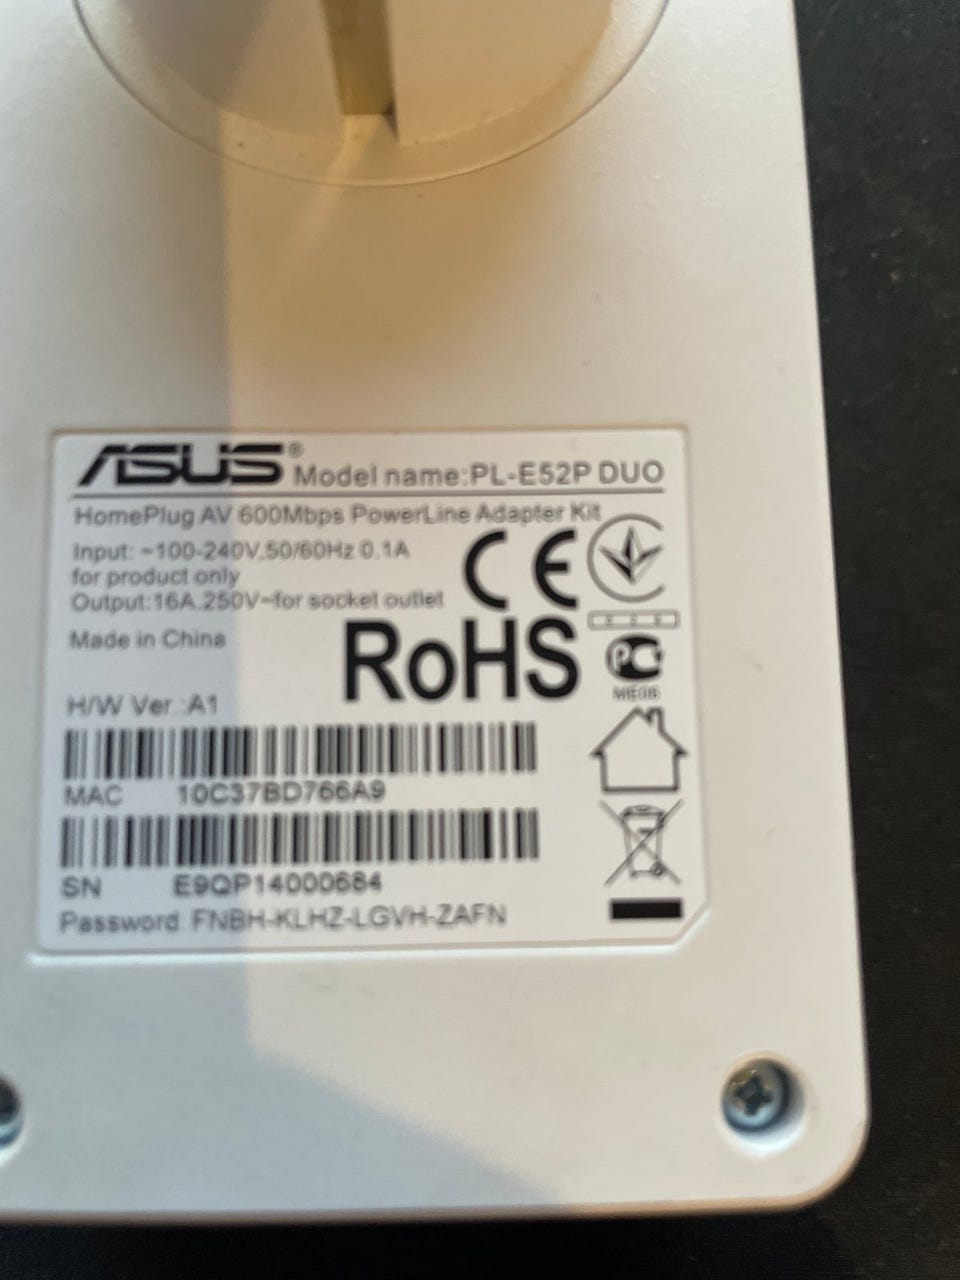 ASUS® Model name:PL-E52P DUO
HomePlug AV 600Mbps PowerLine Adapter Kit
Input: ~100-240V,50/60Hz 0.1A
for product only
Output:16A.250V~for socket outlet
CE
Made in China
RoHS
H/W Ver.:A1
MAC 10C37BD766A9
SN E9QP14000684
Password: FNBH-KLHZ-LGVH-ZAFN